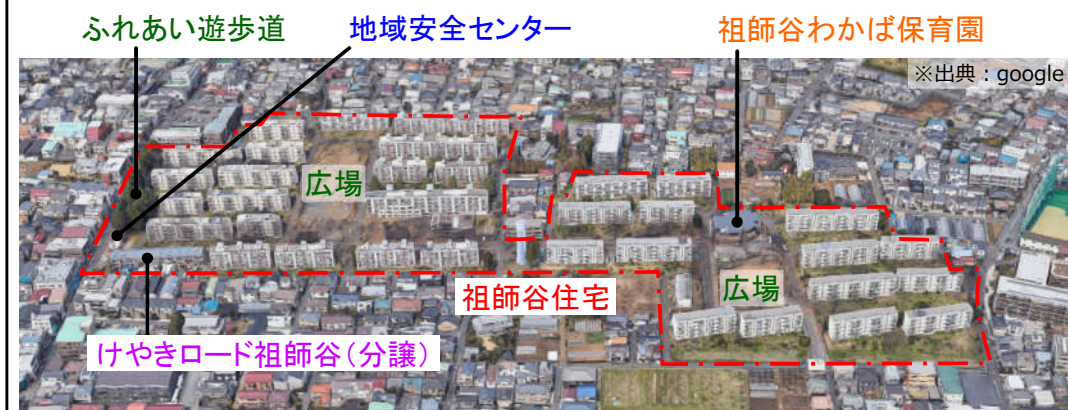 ふれあい遊歩道
地域安全センター
祖師谷わかば保育園
※出典：google
広場
祖師谷住宅
広場
けやきロード祖師谷（分譲）